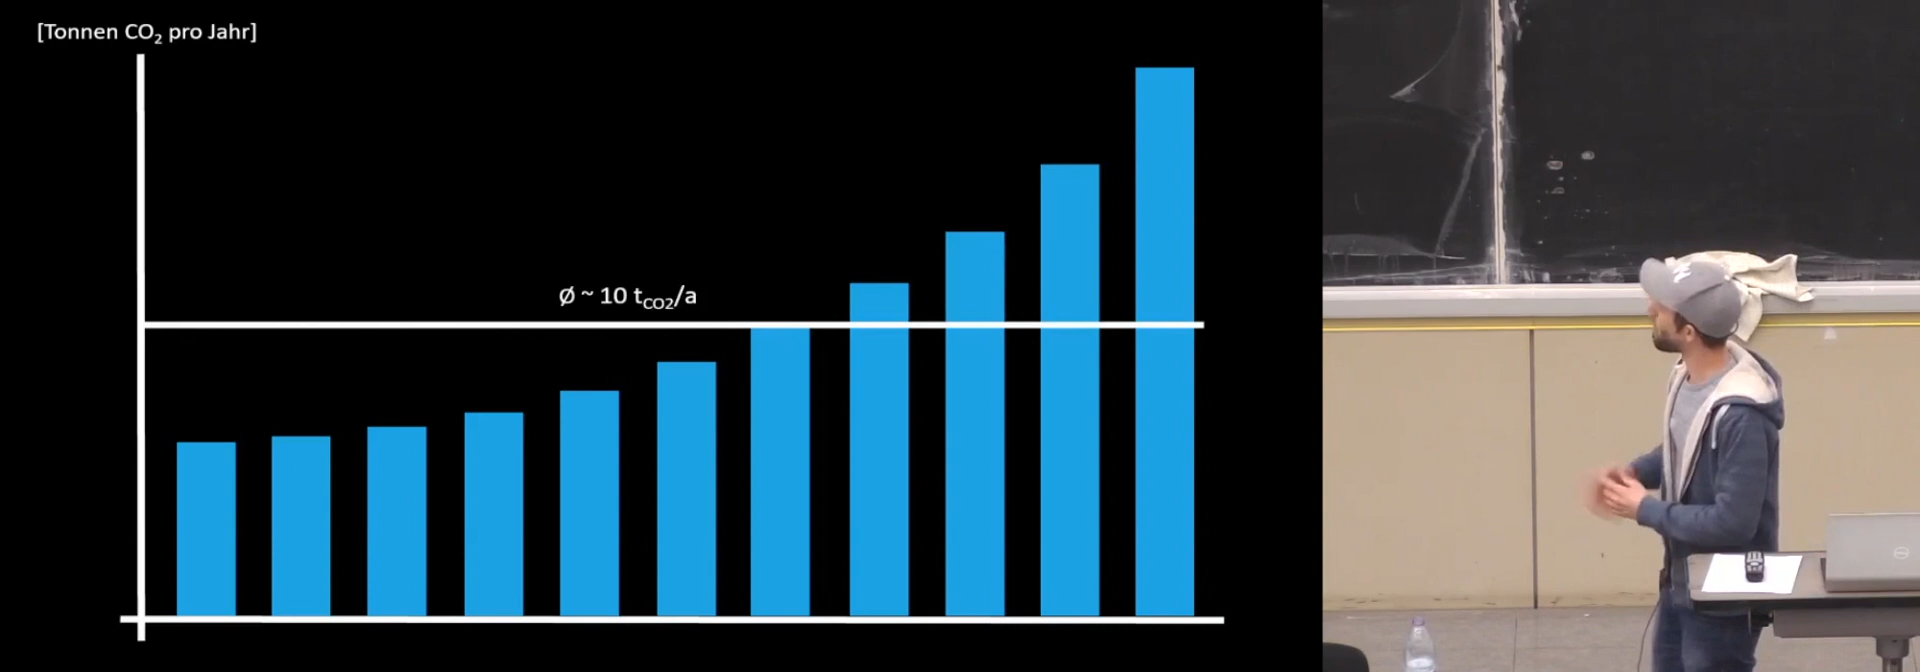 [Tonnen CO₂ pro Jahr]
Ø ~ 10 t_CO2/a